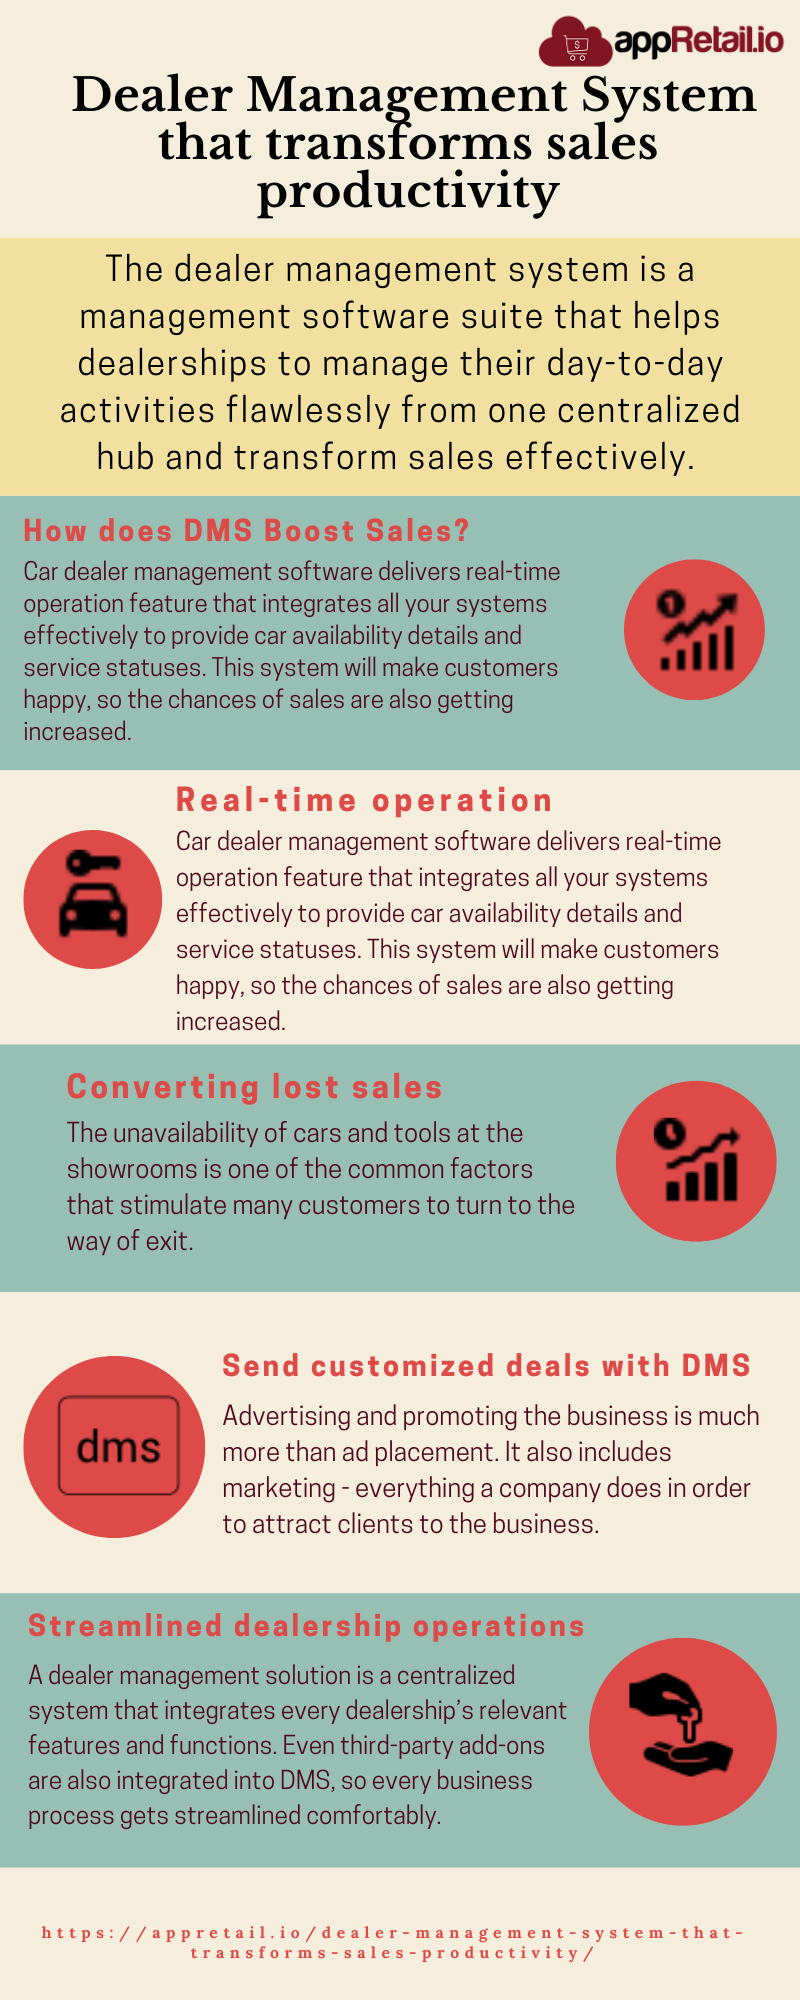 appRetail.io
Dealer Management System
that transforms sales
productivity
The dealer management system is a
management software suite that helps
dealerships to manage their day-to-day
activities flawlessly from one centralized
hub and transform sales effectively.
How does DMS Boost Sales?
Car dealer management software delivers real-time
operation feature that integrates all your systems
effectively to provide car availability details and
service statuses. This system will make customers
happy, so the chances of sales are also getting
increased.
Real-time operation
Car dealer management software delivers real-time
operation feature that integrates all your systems
effectively to provide car availability details and
service statuses. This system will make customers
happy, so the chances of sales are also getting
increased.
Converting lost sales
The unavailability of cars and tools at the
showrooms is one of the common factors
that stimulate many customers to turn to the
way of exit.
Send customized deals with DMS
dms
Advertising and promoting the business is much
more than ad placement. It also includes
marketing - everything a company does in order
to attract clients to the business.
Streamlined dealership operations
A dealer management solution is a centralized
system that integrates every dealership’s relevant
features and functions. Even third-party add-ons
are also integrated into DMS, so every business
process gets streamlined comfortably.
https://appretail.io/dealer-management-system-that-
transforms-sales-productivity/